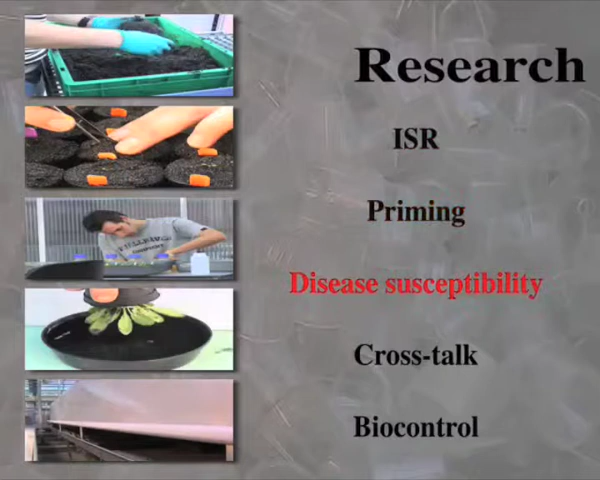 Research
ISR
Priming
Disease susceptibility
Cross-talk
Biocontrol